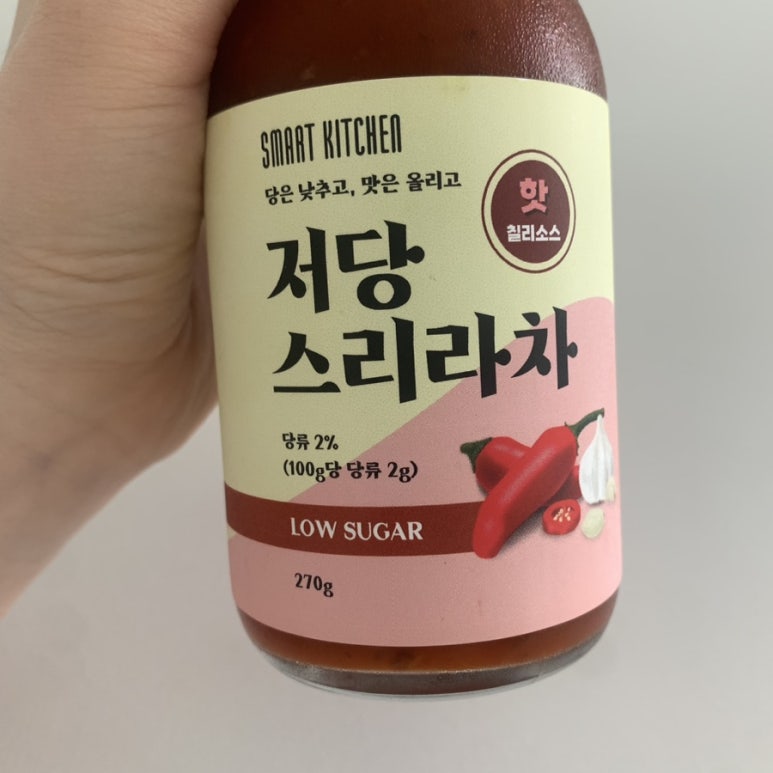 SMART KITCHEN
당은 낮추고, 맛은 올리고
핫
칠리소스
저당
스리라차
당류 2%
(100g당 당류 2g)
LOW SUGAR
270g